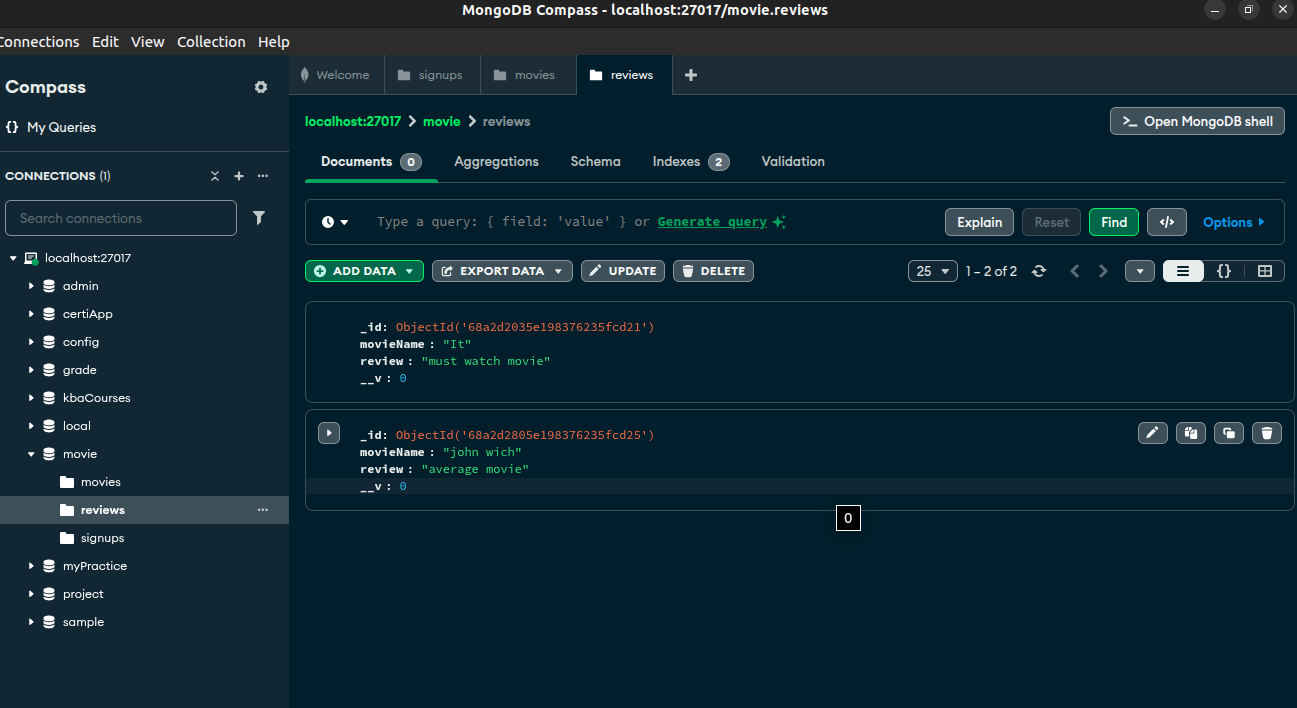 MongoDB Compass - localhost:27017/movie.reviews
Connections Edit View Collection Help
Compass
{} My Queries
CONNECTIONS (1)
Search connections
localhost:27017
admin
certiApp
config
grade
kbaCourses
local
movie
movies
reviews
signups
myPractice
project
sample
Welcome signups movies reviews
localhost:27017 > movie > reviews
>_ Open MongoDB shell
Documents 0 Aggregations Schema Indexes 2 Validation
Type a query: { field: 'value' } or Generate query
Explain Reset Find </> Options
ADD DATA EXPORT DATA UPDATE DELETE
25 1 – 2 of 2 {}
_id: ObjectId('68a2d2035e198376235fcd21')
movieName : "It"
review : "must watch movie"
__v : 0
_id: ObjectId('68a2d2805e198376235fcd25')
movieName : "john wich"
review : "average movie"
__v : 0
0